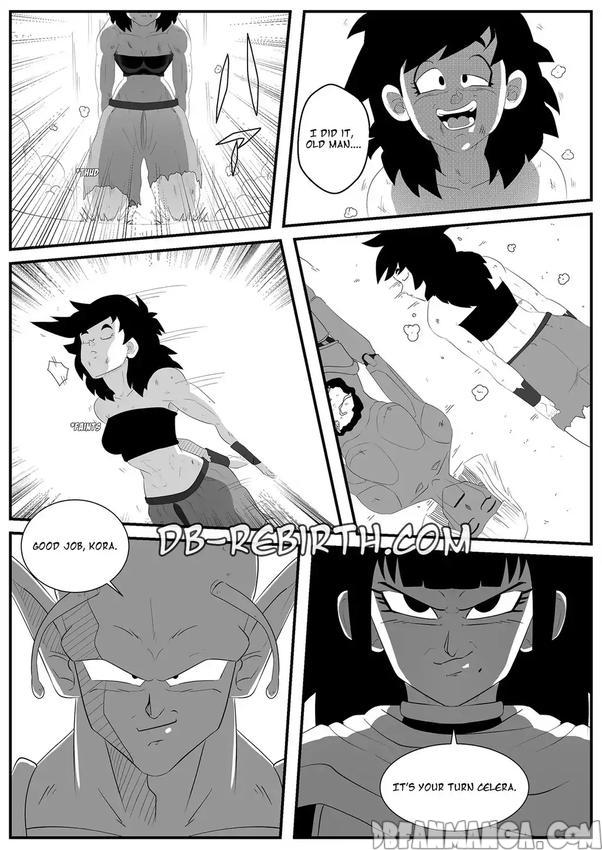 *THUD
I DID IT,
OLD MAN....
*FAINTS
DB-REBIRTH.COM
GOOD JOB, KORA.
IT'S YOUR TURN CELERA.
DBFANMANGA.COM